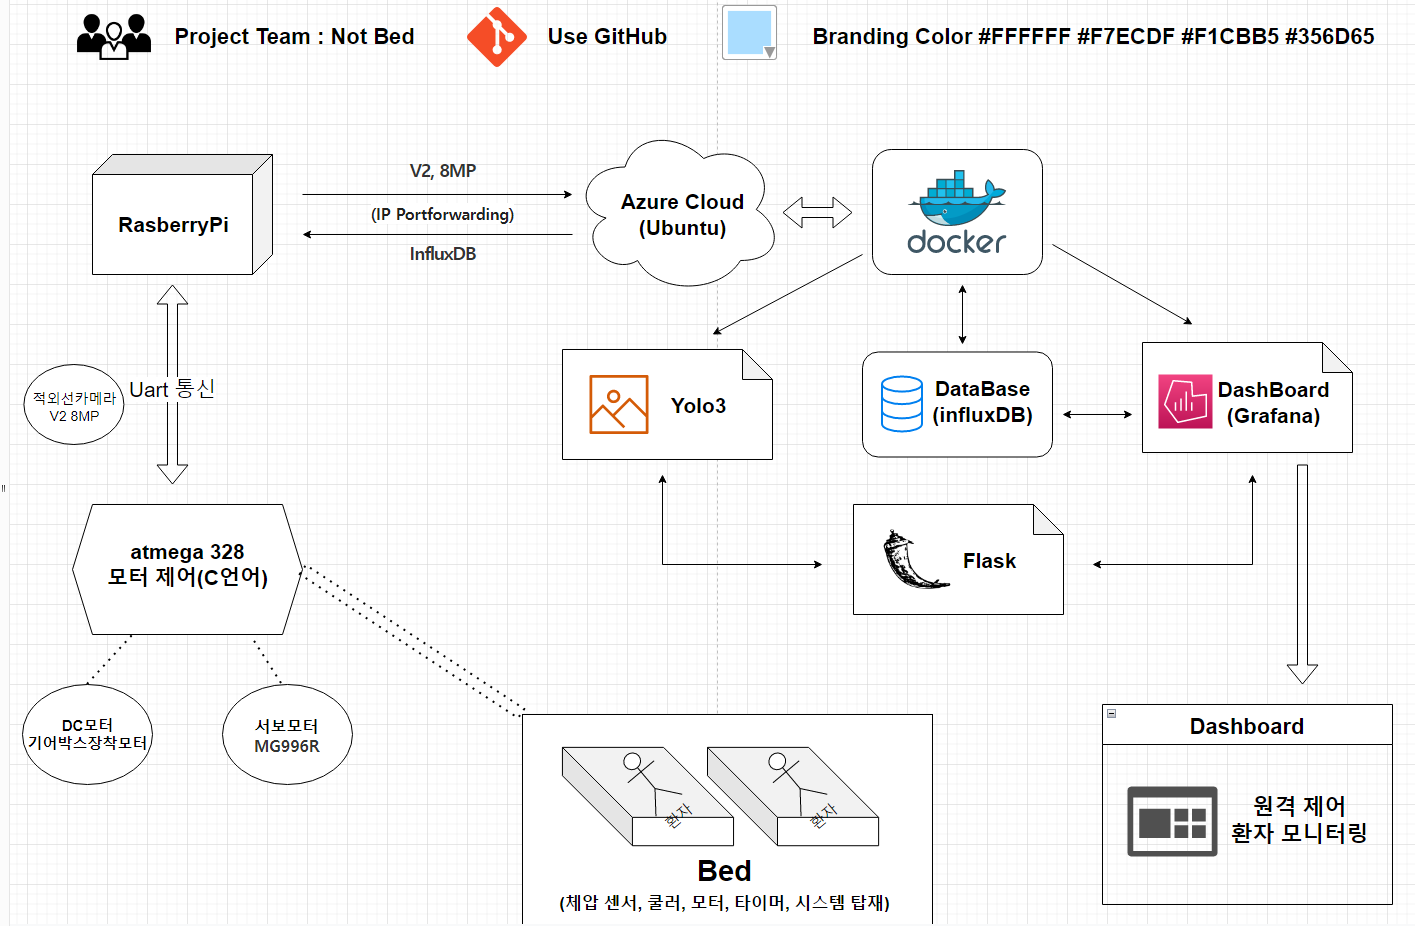 Project Team : Not Bed
Use GitHub
Branding Color #FFFFFF #F7ECDF #F1CBB5 #356D65
RasberryPi
V2, 8MP
(IP Portforwarding)
InfluxDB
Azure Cloud
(Ubuntu)
docker
적외선카메라
V2 8MP
Uart 통신
Yolo3
DataBase
(influxDB)
DashBoard
(Grafana)
atmega 328
모터 제어(C언어)
Flask
DC모터
기어박스장착모터
서보모터
MG996R
환자
환자
Bed
(체압 센서, 쿨러, 모터, 타이머, 시스템 탑재)
Dashboard
원격 제어
환자 모니터링